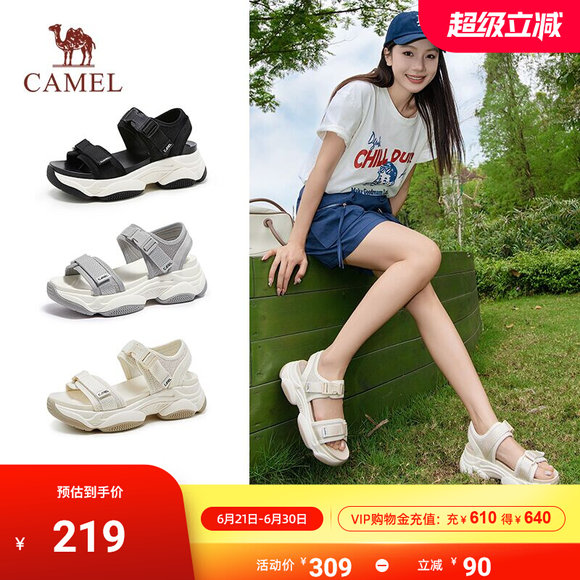 CAMEL
超级立减
CHILL OUT
预估到手价
¥ 219
6月21日-6月30日
VIP购物金充值：充¥610 得¥640
活动价 ¥309
立减 ¥90